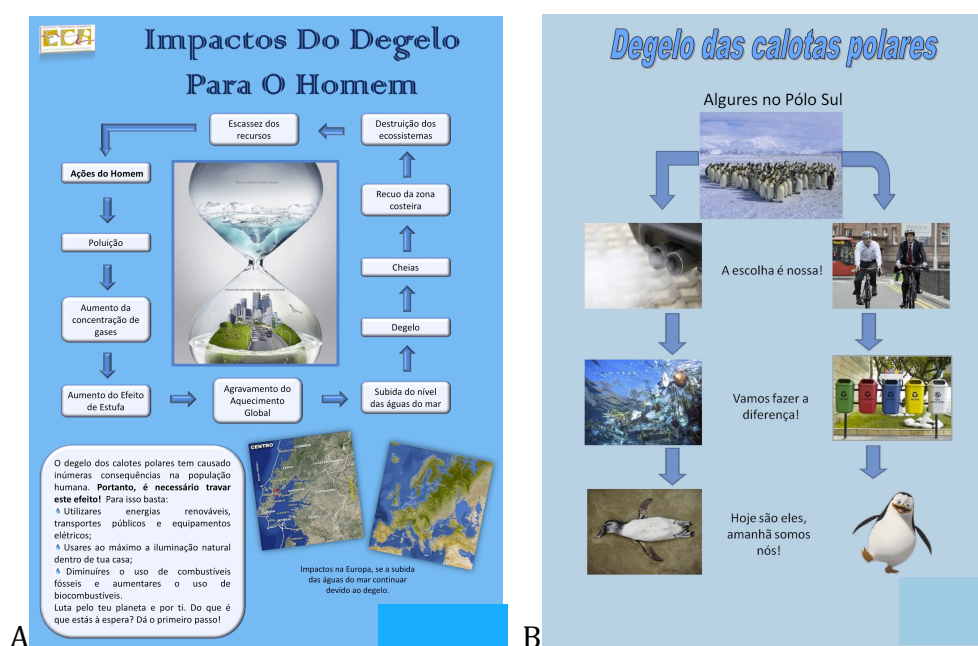 Impactos Do Degelo
Para O Homem
Escassez dos
recursos
Destruição dos
ecossistemas
Ações do Homem
Recuo da zona
costeira
Poluição
Cheias
Aumento da
concentração de
gases
Degelo
Aumento do Efeito
de Estufa
Agravamento do
Aquecimento
Global
Subida do nível
das águas do mar
O degelo dos calotes polares tem causado
inúmeras consequências na população
humana. Portanto, é necessário travar
este efeito! Para isso basta:
Utilizares energias renováveis,
transportes públicos e equipamentos
elétricos;
Usares ao máximo a iluminação natural
dentro de tua casa;
Diminuíres o uso de combustíveis
fósseis e aumentares o uso de
biocombustíveis.
Luta pelo teu planeta e por ti. Do que é
que estás à espera? Dá o primeiro passo!
CENTRO
Impactos na Europa, se a subida
das águas do mar continuar
devido ao degelo.
A
Degelo das calotas polares
Algures no Pólo Sul
A escolha é nossa!
Vamos fazer a
diferença!
Hoje são eles,
amanhã somos
nós!
B